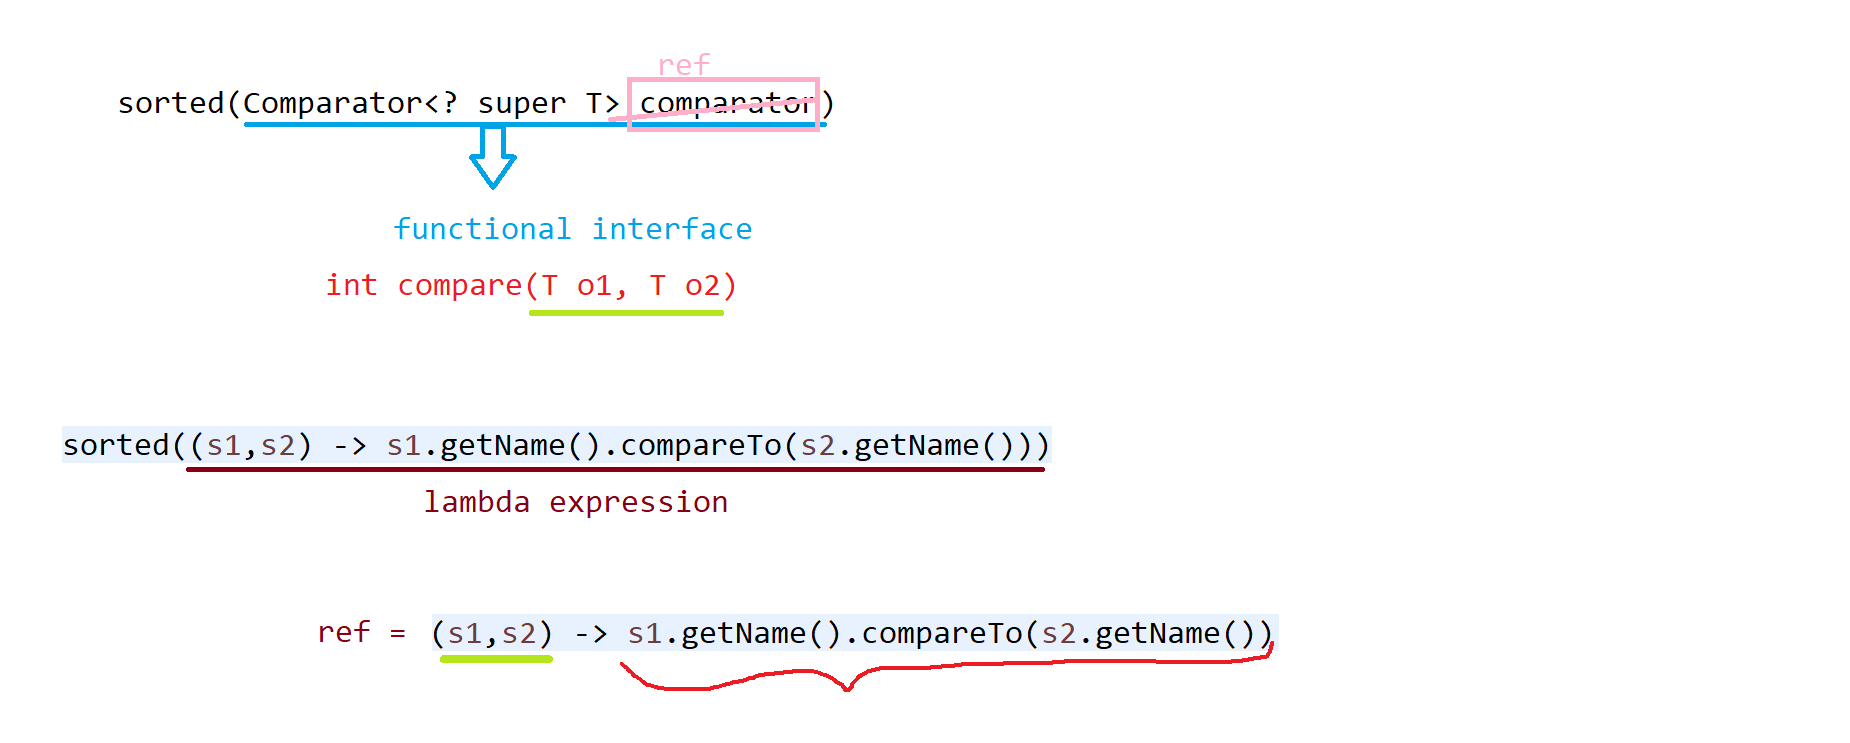 ref
sorted(Comparator<? super T> comparator)
functional interface
int compare(T o1, T o2)
sorted((s1,s2) -> s1.getName().compareTo(s2.getName()))
lambda expression
ref = (s1,s2) -> s1.getName().compareTo(s2.getName())